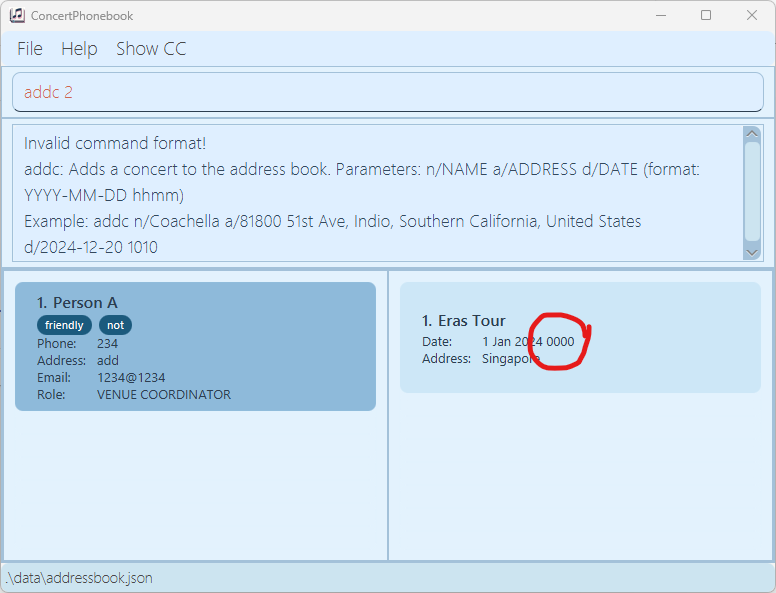 ConcertPhonebook
File Help Show CC
addc 2
Invalid command format!
addc: Adds a concert to the address book. Parameters: n/NAME a/ADDRESS d/DATE (format:
YYYY-MM-DD hhmm)
Example: addc n/Coachella a/81800 51st Ave, Indio, Southern California, United States
d/2024-12-20 1010
1. Person A
friendly not
Phone: 234
Address: add
Email: 1234@1234
Role: VENUE COORDINATOR
1. Eras Tour
Date: 1 Jan 2024 0000
Address: Singapore
.\data\addressbook.json